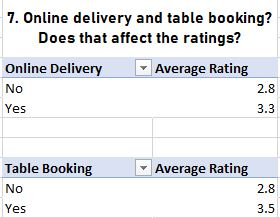 7. Online delivery and table booking?
Does that affect the ratings?
Online Delivery Average Rating
No 2.8
Yes 3.3
Table Booking Average Rating
No 2.8
Yes 3.5